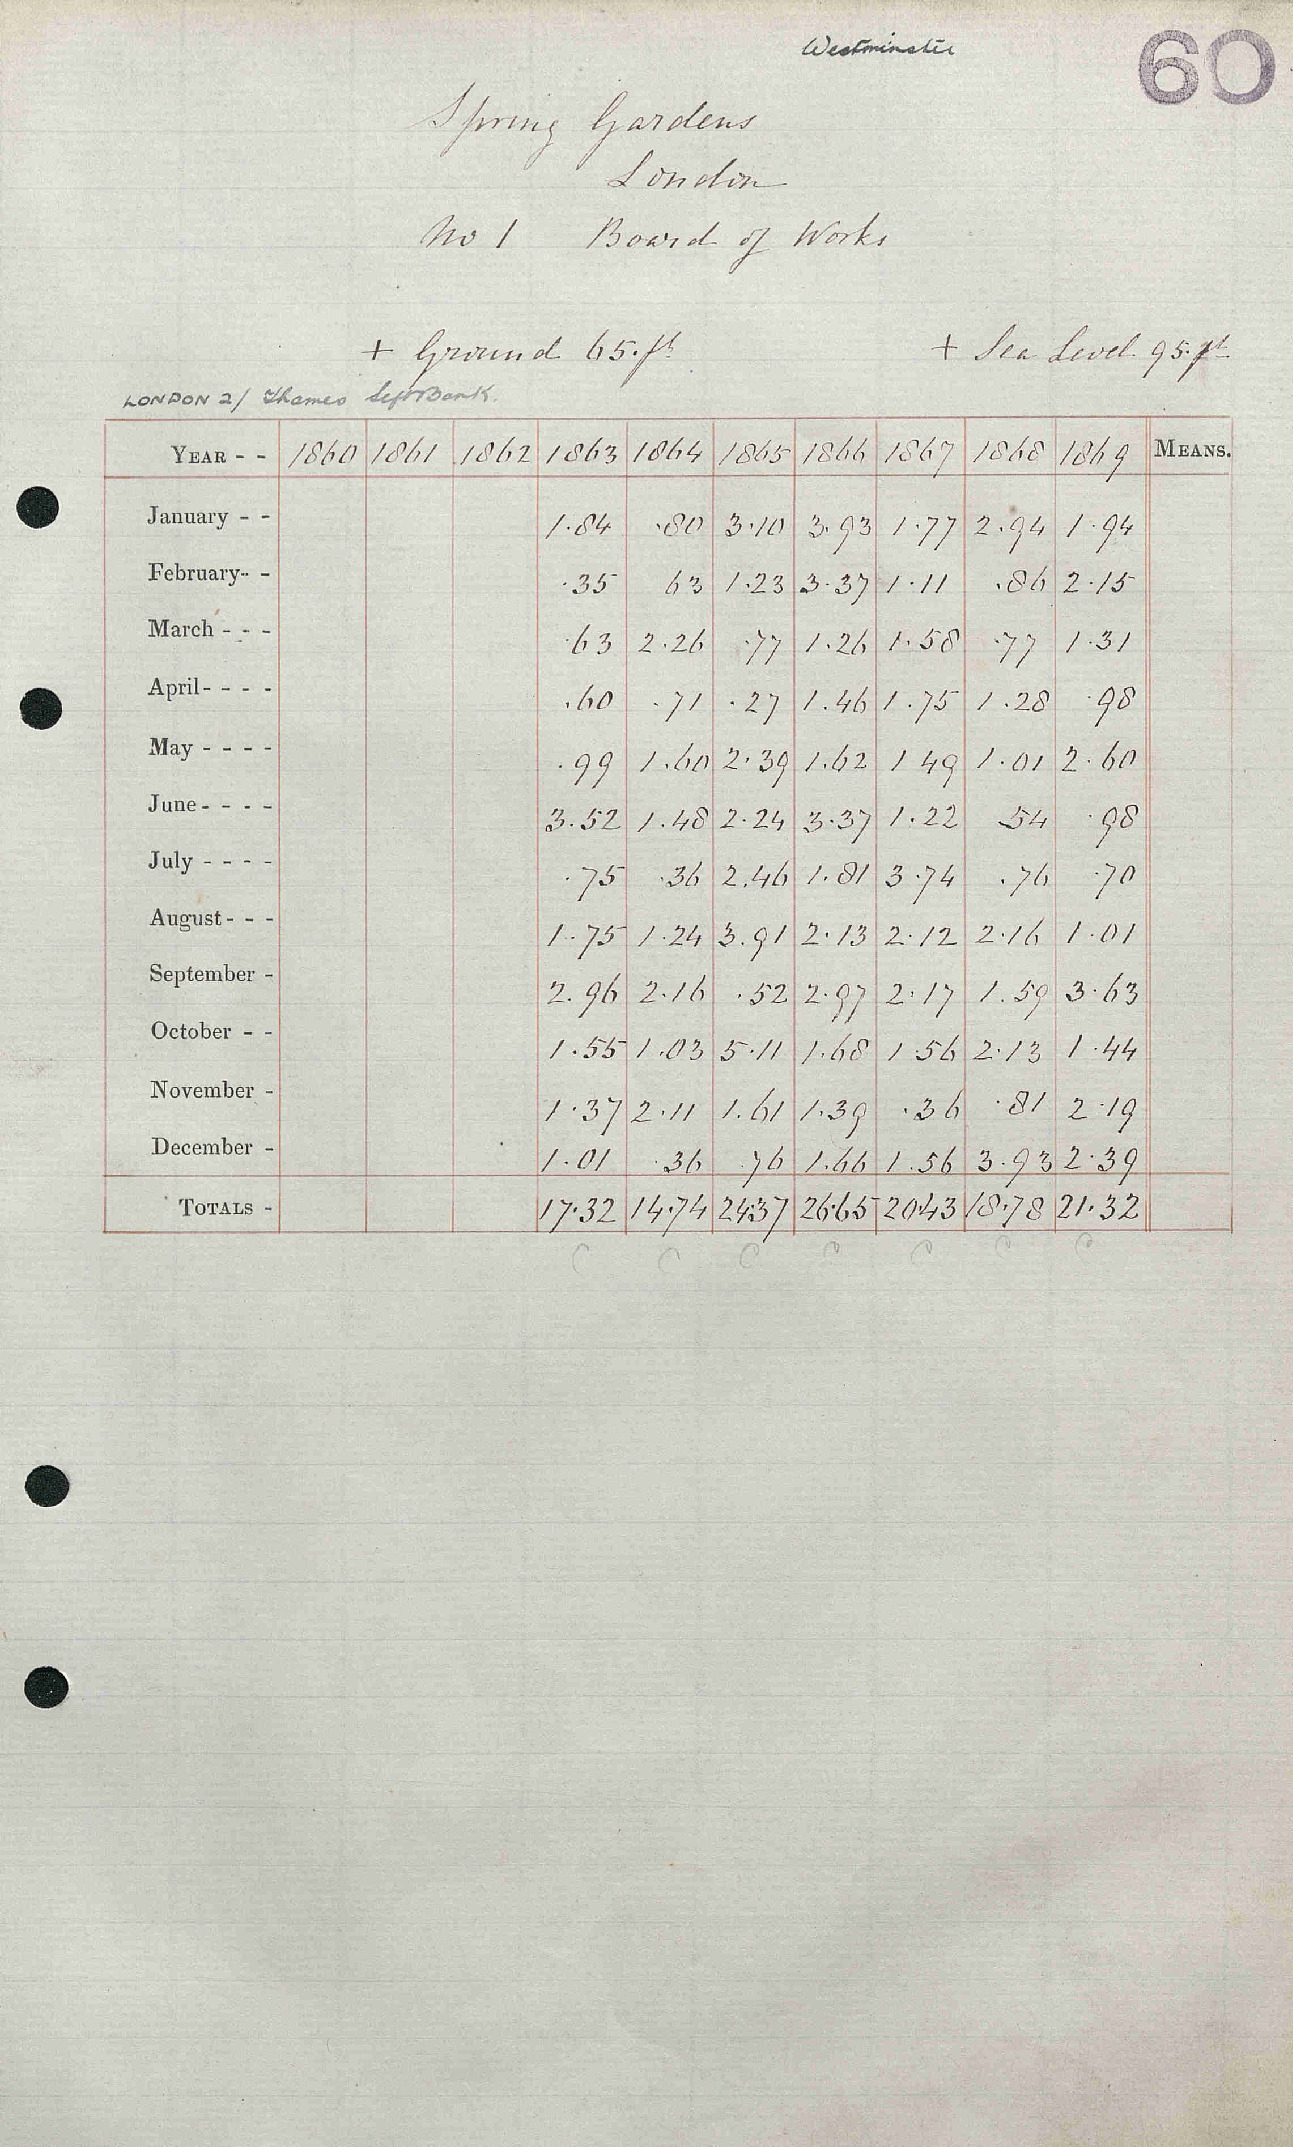 Westminster
60
Spring Gardens
London
No 1 Board of Works
+ Ground 65.ft + Sea Level 95.ft
LONDON 2/ Thames Left Bank.
YEAR - - 1860 1861 1862 1863 1864 1865 1866 1867 1868 1869 MEANS.
January - - 1.84 .80 3.10 3.93 1.77 2.94 1.94
February- - .35 63 1.23 3.37 1.11 .86 2.15
March - - - .63 2.26 .77 1.26 1.58 .77 1.31
April- - - - .60 .71 .27 1.46 1.75 1.28 .98
May - - - - .99 1.60 2.39 1.62 1 49 1.01 2.60
June- - - - 3.52 1.48 2.24 3.37 1.22 .54 .98
July - - - - .75 .36 2.46 1.81 3.74 .76 .70
August- - - 1.75 1.24 3.91 2.13 2.12 2.16 1.01
September - 2.96 2.16 .52 2.97 2.17 1.59 3.63
October - - 1.55 1.03 5.11 1.68 1 56 2.13 1.44
November - 1.37 2.11 1.61 1.39 .36 .81 2.19
December - 1.01 .36 .76 1.66 1.56 3.93 2.39
TOTALS - 17.32 14.74 24.37 26.65 20.43 18.78 21.32